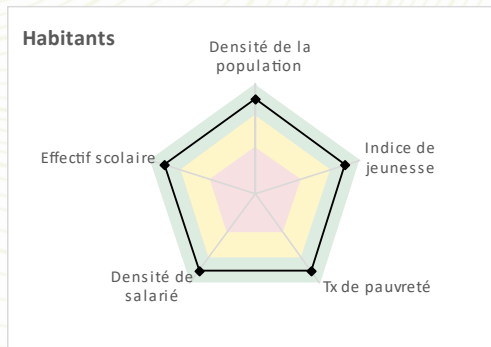 Habitants
Densité de la
population
Indice de
jeunesse
Effectif scolaire
Densité de
salarié
Tx de pauvreté